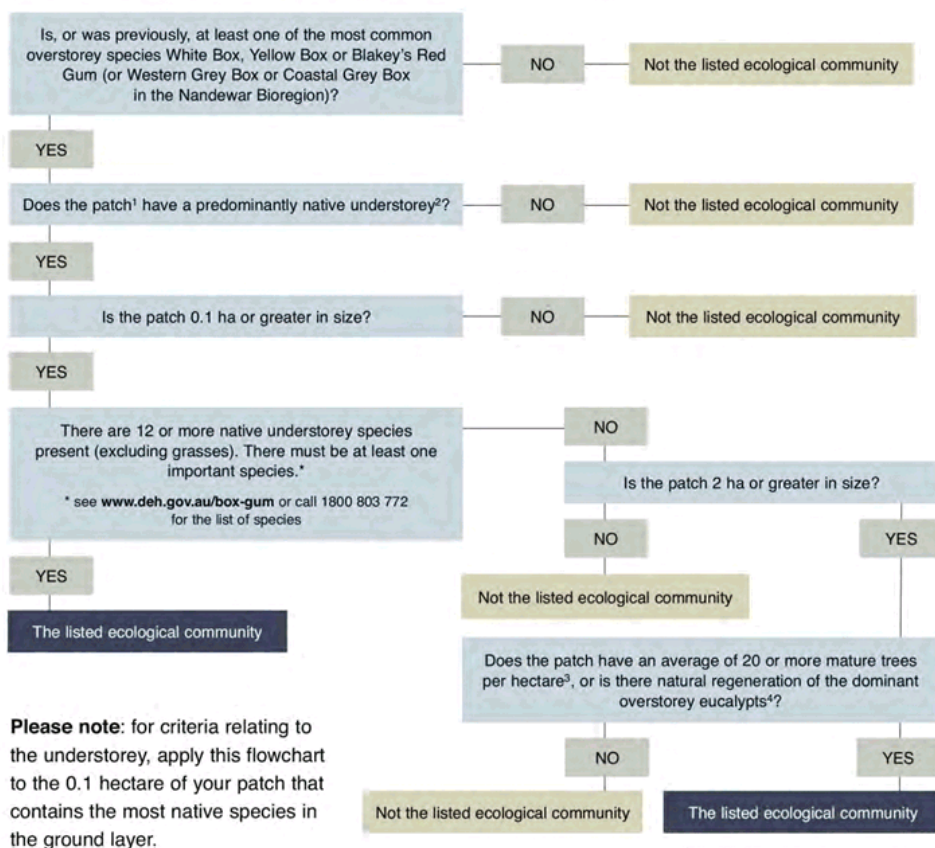 Is, or was previously, at least one of the most common
overstorey species White Box, Yellow Box or Blakey's Red
Gum (or Western Grey Box or Coastal Grey Box
in the Nandewar Bioregion)?
NO
Not the listed ecological community
YES
Does the patch¹ have a predominantly native understorey²?
NO
Not the listed ecological community
YES
Is the patch 0.1 ha or greater in size?
NO
Not the listed ecological community
YES
There are 12 or more native understorey species
present (excluding grasses). There must be at least one
important species.*
* see www.deh.gov.au/box-gum or call 1800 803 772
for the list of species
NO
Is the patch 2 ha or greater in size?
NO
YES
Not the listed ecological community
YES
The listed ecological community
Does the patch have an average of 20 or more mature trees
per hectare³, or is there natural regeneration of the dominant
overstorey eucalypts⁴?
NO
YES
Not the listed ecological community
The listed ecological community
Please note: for criteria relating to
the understorey, apply this flowchart
to the 0.1 hectare of your patch that
contains the most native species in
the ground layer.